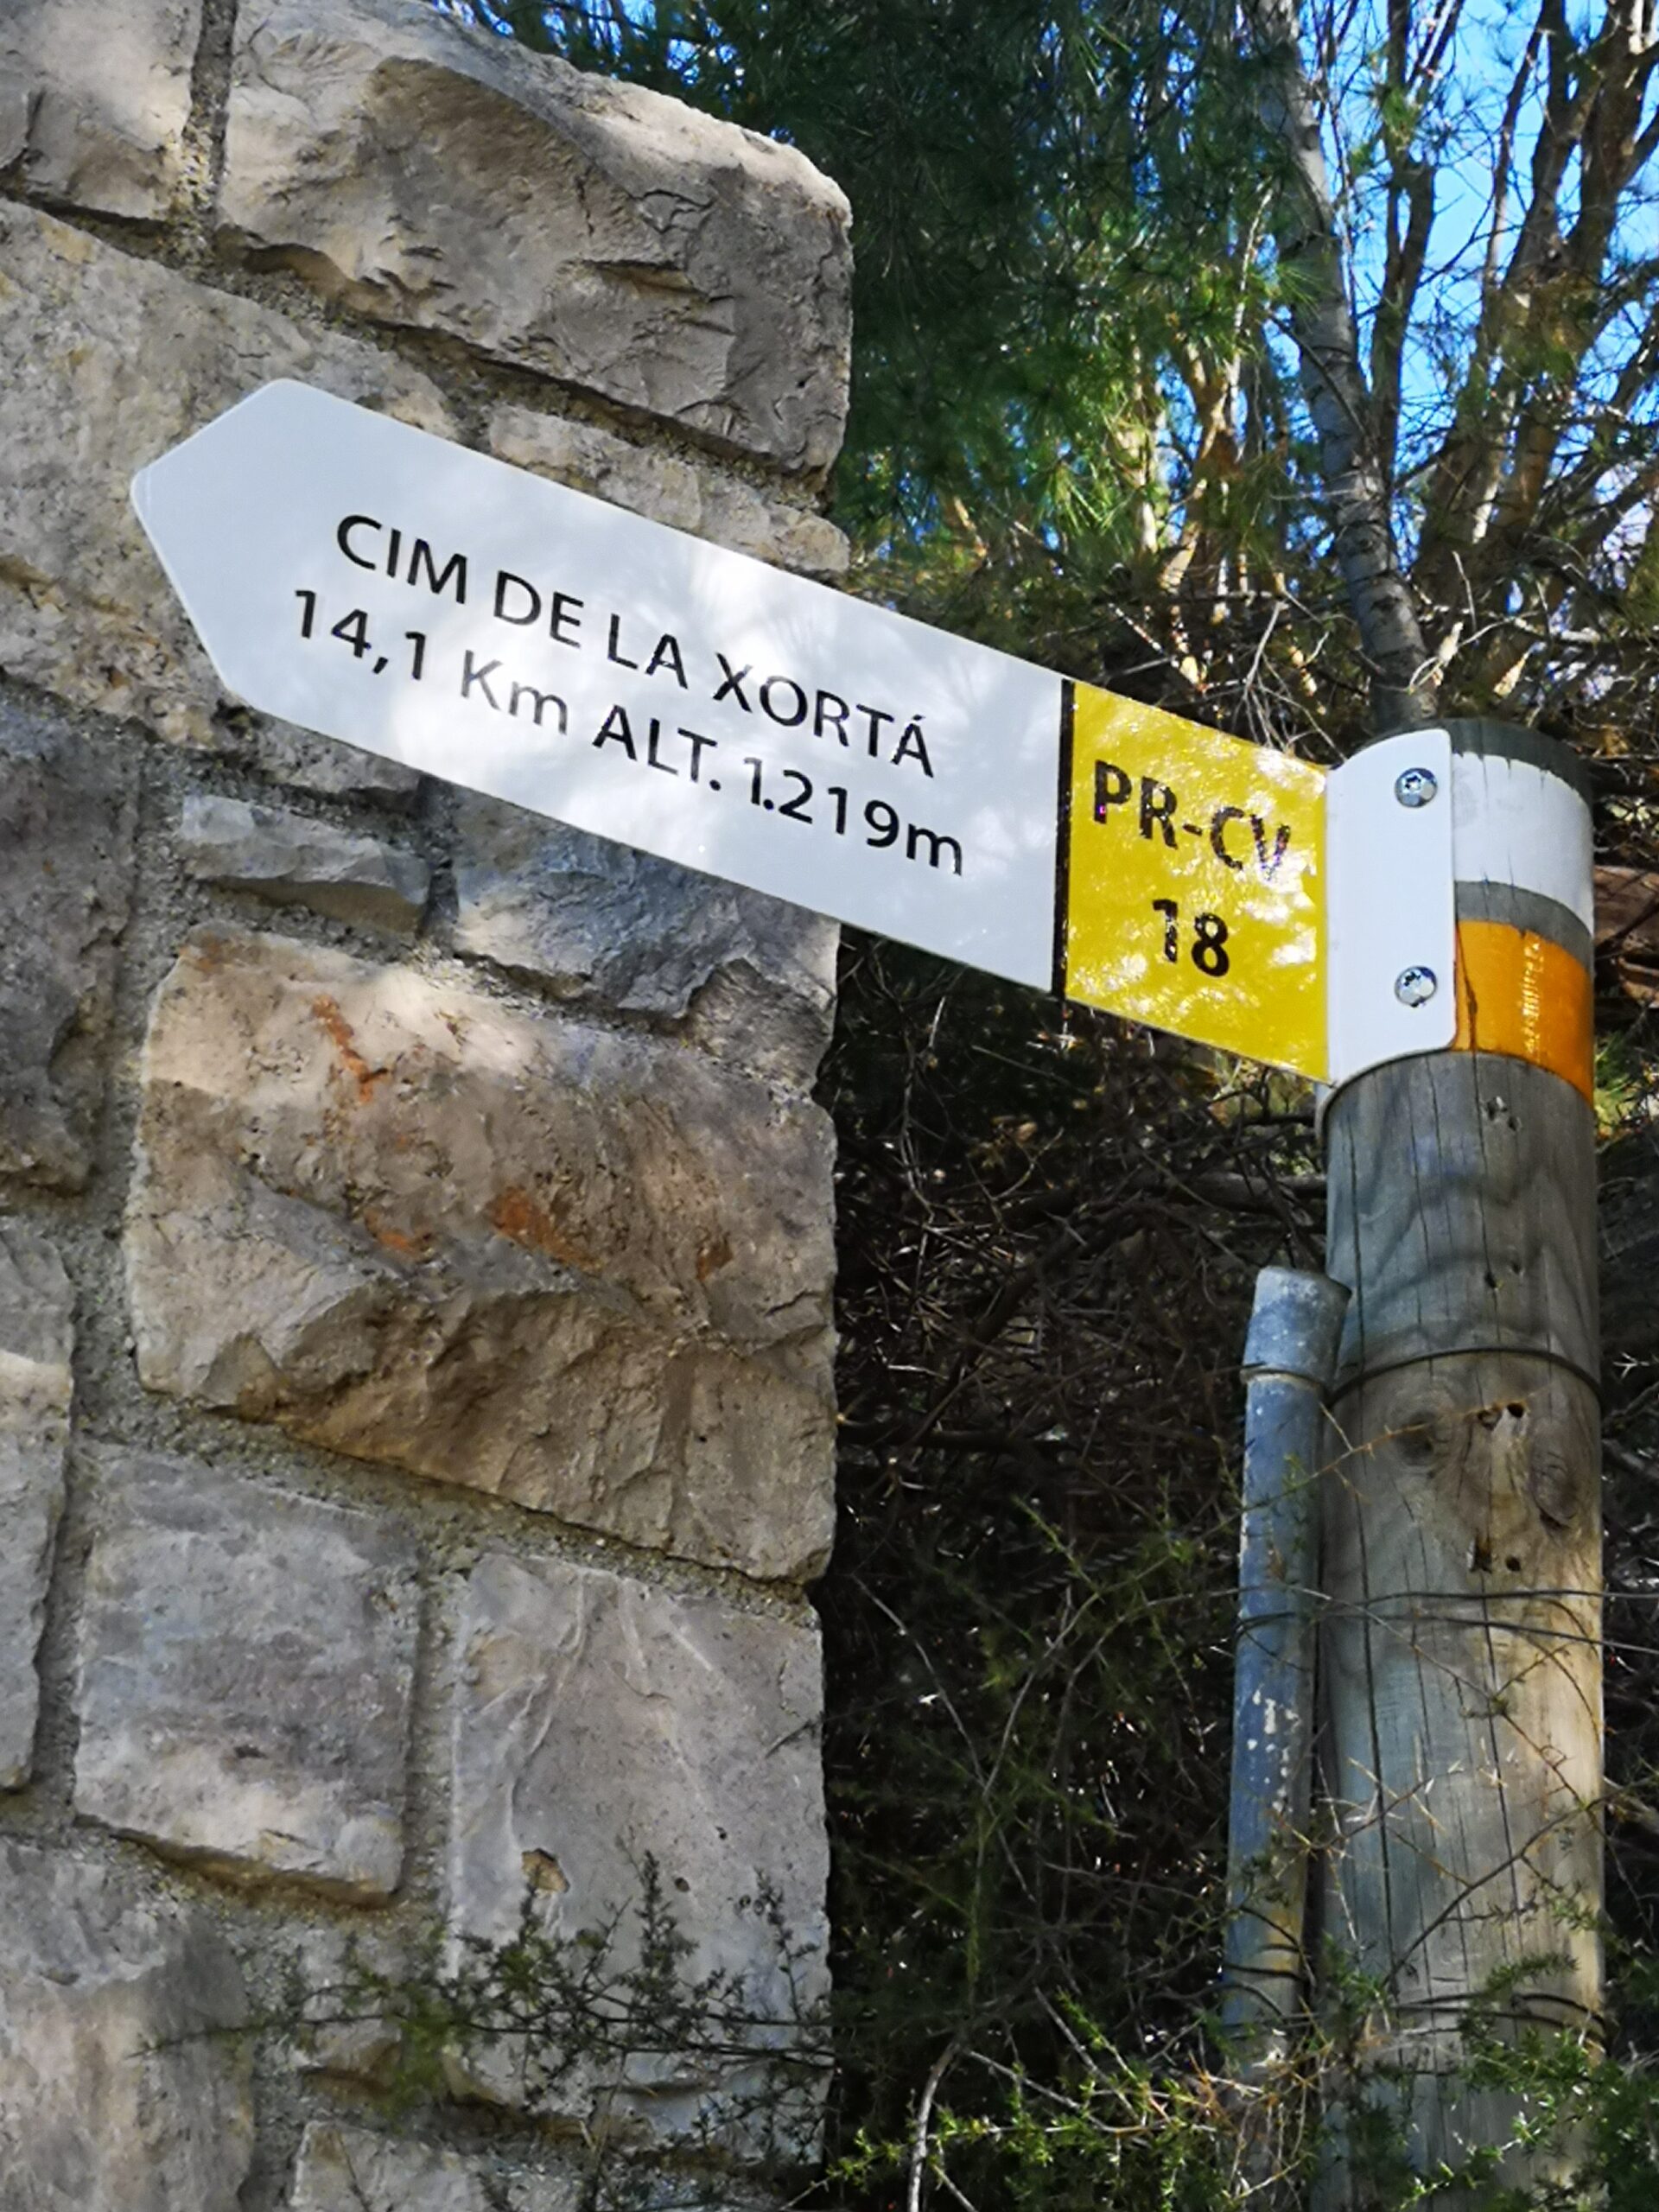 CIM DE LA XORTÁ
14,1 Km ALT. 1.219m
PR-CV
18